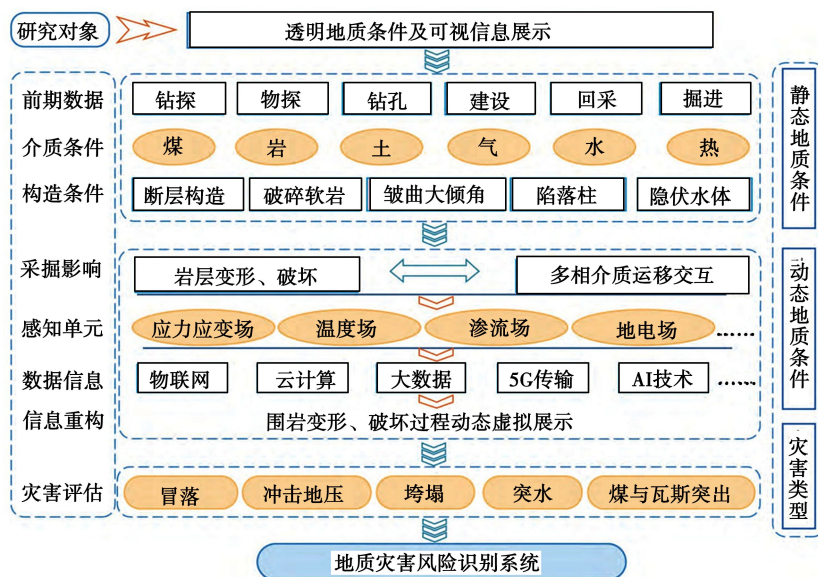 研究对象
透明地质条件及可视信息展示
前期数据 钻探 物探 钻孔 建设 回采 掘进
介质条件 煤 岩 土 气 水 热
构造条件 断层构造 破碎软岩 皱曲大倾角 陷落柱 隐伏水体
静态地质条件
采掘影响 岩层变形、破坏 多相介质运移交互
感知单元 应力应变场 温度场 渗流场 地电场 ……
数据信息 物联网 云计算 大数据 5G传输 AI技术 ……
信息重构 围岩变形、破坏过程动态虚拟展示
动态地质条件
灾害评估 冒落 冲击地压 垮塌 突水 煤与瓦斯突出
灾害类型
地质灾害风险识别系统